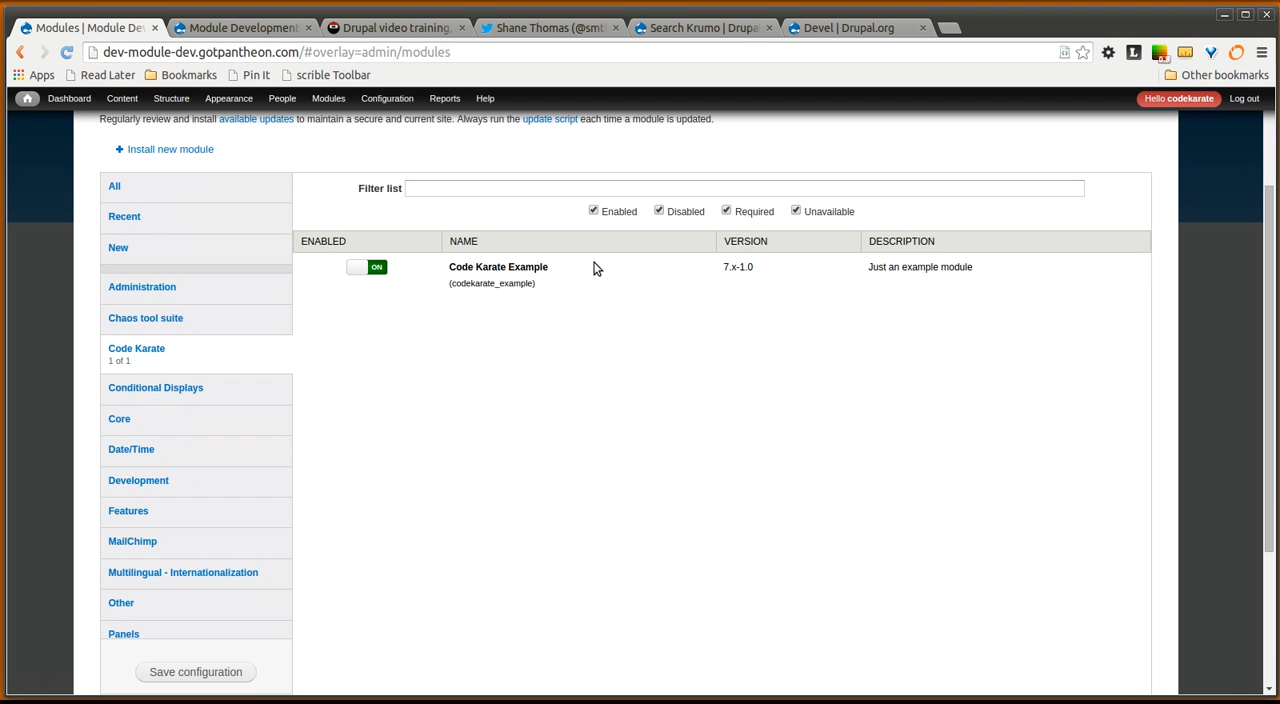 Modules | Module De
Module Development
Drupal video training,
Shane Thomas (@smt
Search Krumo | Drupa
Devel | Drupal.org
dev-module-dev.gotpantheon.com/#overlay=admin/modules
Apps Read Later Bookmarks Pin It scrible Toolbar Other bookmarks
Dashboard Content Structure Appearance People Modules Configuration Reports Help Hello codekarate Log out
Regularly review and install available updates to maintain a secure and current site. Always run the update script each time a module is updated.
Install new module
All
Recent
New
Administration
Chaos tool suite
Code Karate
1 of 1
Conditional Displays
Core
Date/Time
Development
Features
MailChimp
Multilingual - Internationalization
Other
Panels
Save configuration
Filter list
Enabled Disabled Required Unavailable
ENABLED NAME VERSION DESCRIPTION
ON Code Karate Example 7.x-1.0 Just an example module
(codekarate_example)